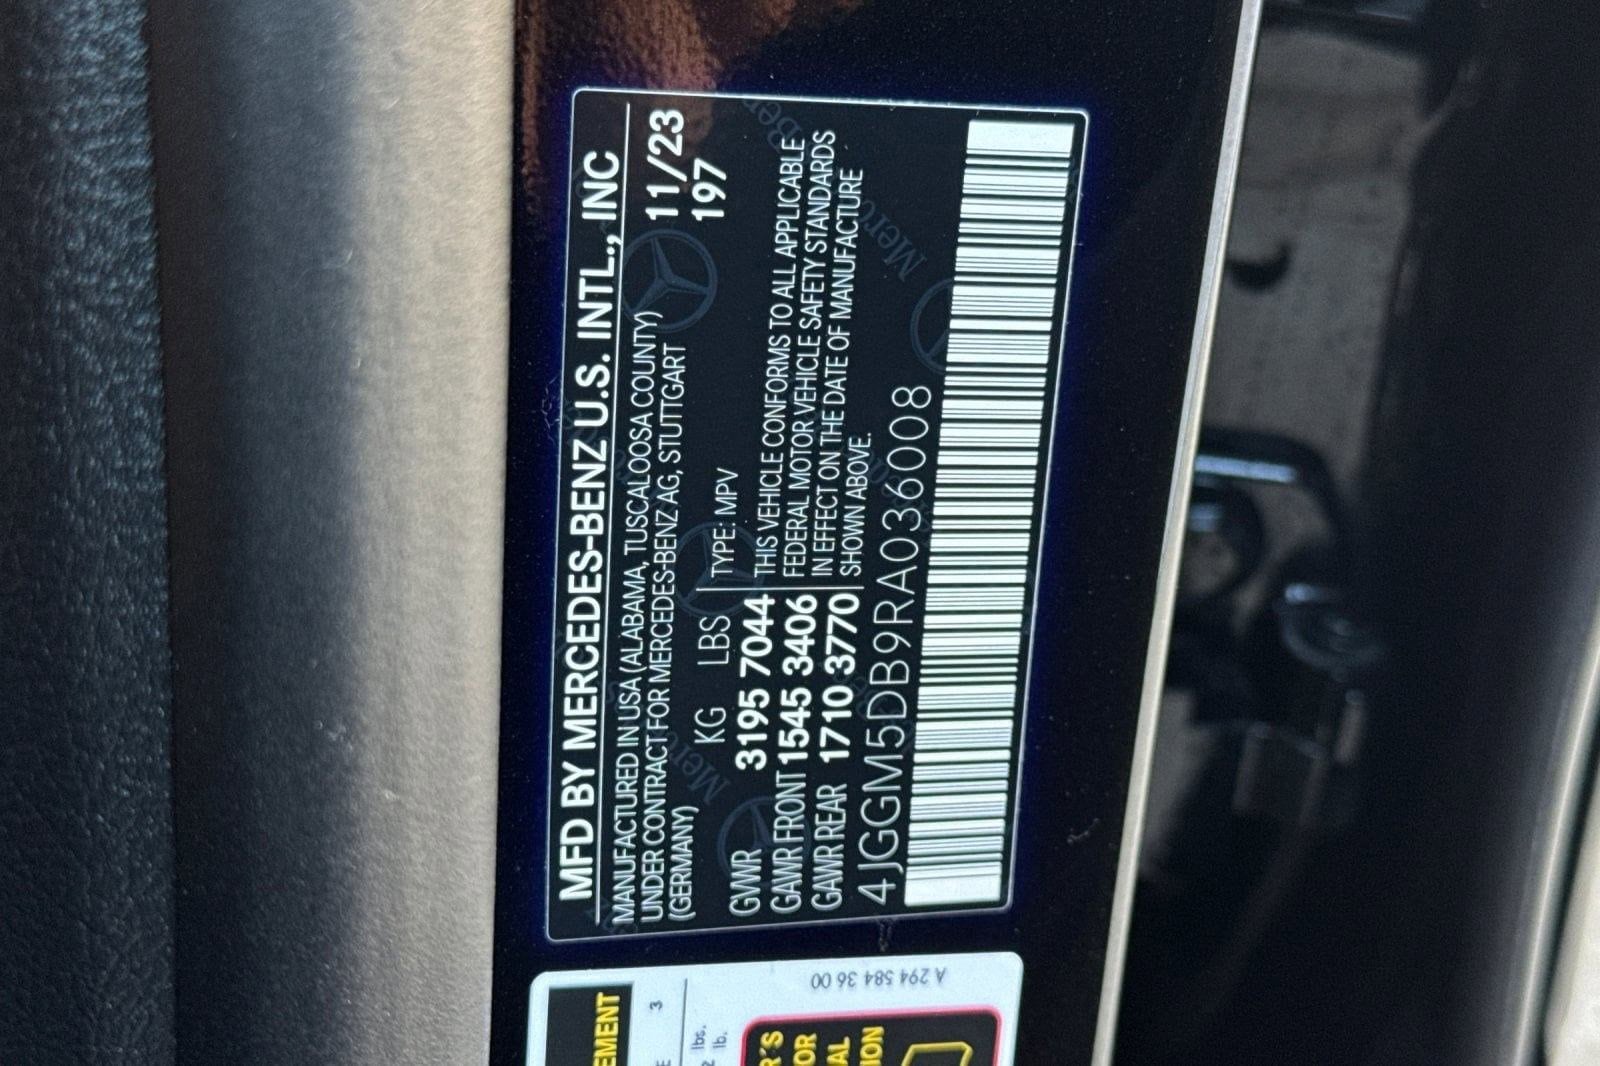 MFD BY MERCEDES-BENZ U.S. INTL., INC
MANUFACTURED IN USA (ALABAMA, TUSCALOOSA COUNTY) 11/23
UNDER CONTRACT FOR MERCEDES-BENZ AG, STUTTGART 197
(GERMANY)
KG LBS TYPE: MPV
GVWR 3195 7044 THIS VEHICLE CONFORMS TO ALL APPLICABLE
GAWR FRONT 1545 3406 FEDERAL MOTOR VEHICLE SAFETY STANDARDS
GAWR REAR 1710 3770 IN EFFECT ON THE DATE OF MANUFACTURE
SHOWN ABOVE.
4JGGM5DB9RA036008
A 294 584 36 00
3
lbs.
lb.